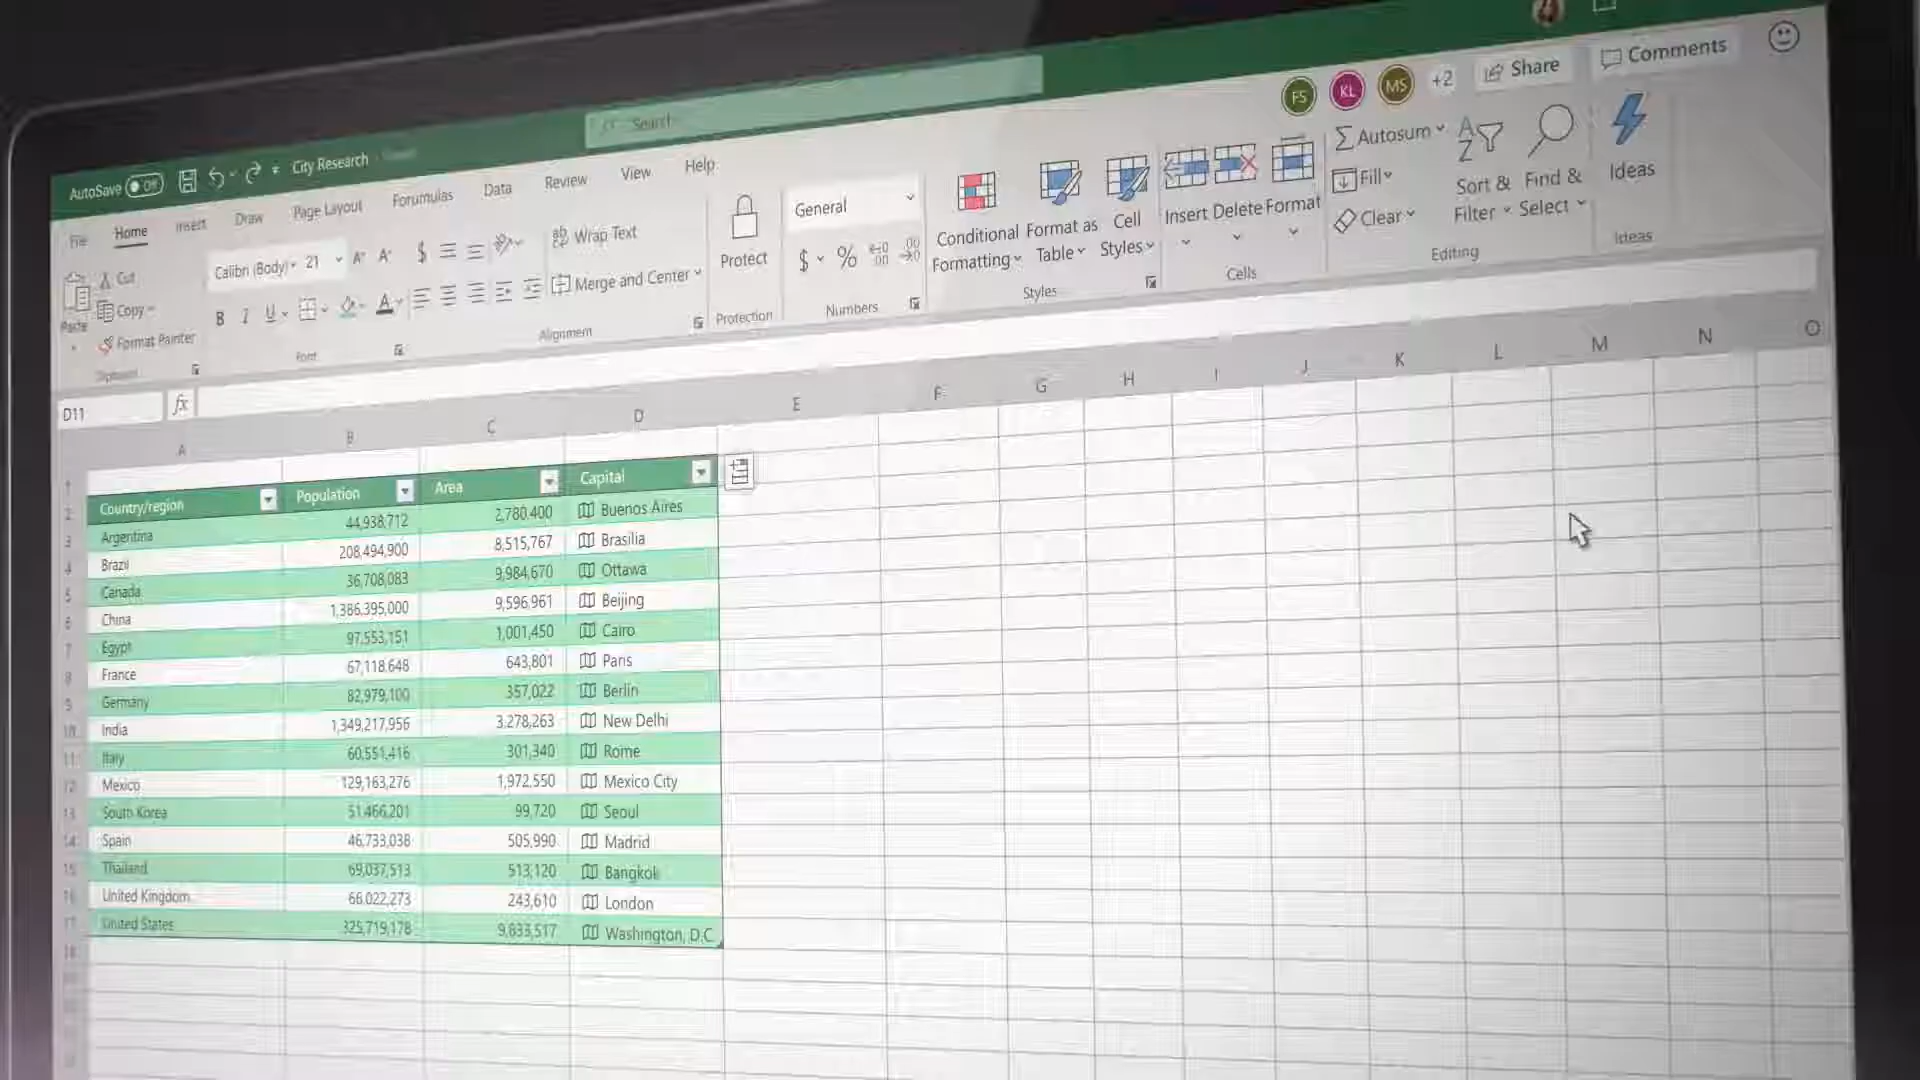 AutoSave Off City Research Search
FS KL MS +2 Share Comments
File Home Insert Draw Page Layout Forumulas Data Review View Help
Cut
Copy
Format Painter
Paste
Calibri (Body) 21
B I U A
Font
Wrap Text
Merge and Center
Alignment
Protect
Protection
General
$ %
Numbers
Conditional Formatting
Format as Table
Cell Styles
Styles
Insert Delete Format
Cells
Autosum
Fill
Clear
Sort & Filter
Find & Select
Editing
Ideas
Ideas
D11 fx
A B C D E F G H I J K L M N O
Country/region Population Area Capital
Argentina 44,938,712 2,780,400 Buenos Aires
Brazil 208,494,900 8,515,767 Brasilia
Canada 36,708,083 9,984,670 Ottawa
China 1,386,395,000 9,596,961 Beijing
Egypt 97,553,151 1,001,450 Cairo
France 67,118,648 643,801 Paris
Germany 82,979,100 357,022 Berlin
India 1,349,217,956 3,278,263 New Delhi
Italy 60,551,416 301,340 Rome
Mexico 129,163,276 1,972,550 Mexico City
South Korea 51,466,201 99,720 Seoul
Spain 46,733,038 505,990 Madrid
Thailand 69,037,513 513,120 Bangkok
United Kingdom 66,022,273 243,610 London
United States 325,719,178 9,833,517 Washington, D.C.